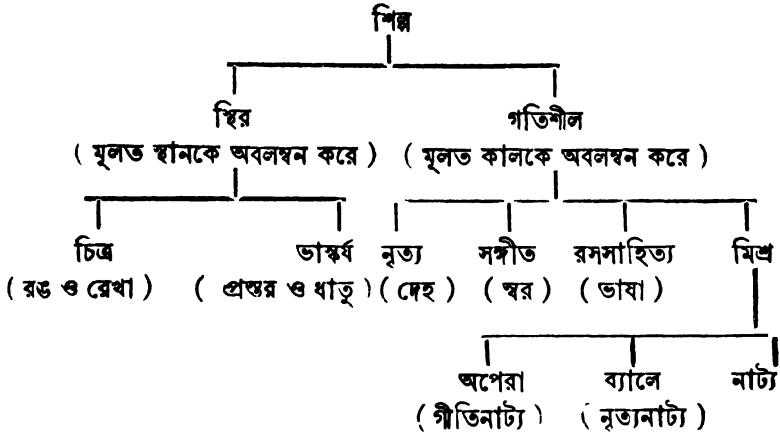 শিল্প
স্থির গতিশীল
( মূলত স্থানকে অবলম্বন করে ) ( মূলত কালকে অবলম্বন করে )
চিত্র ভাস্কর্য নৃত্য সঙ্গীত রসসাহিত্য মিশ্র
( রঙ ও রেখা ) ( প্রস্তর ও ধাতু ) ( দেহ ) ( স্বর ) ( ভাষা )
অপেরা ব্যালে নাট্য
( গীতিনাট্য ) ( নৃত্যনাট্য )